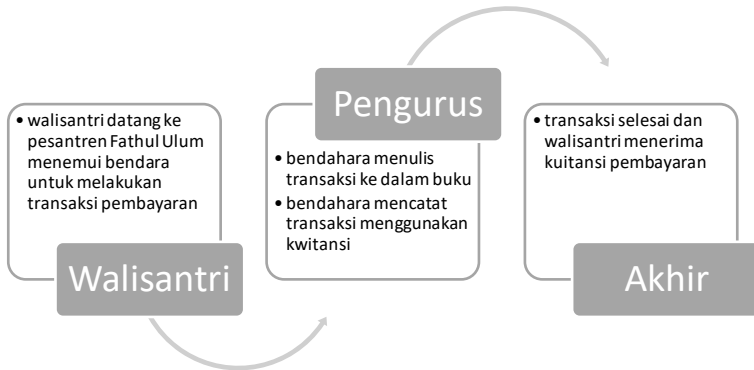 • walisantri datang ke
pesantren Fathul Ulum
menemui bendara
untuk melakukan
transaksi pembayaran
Walisantri
Pengurus
• bendahara menulis
transaksi ke dalam buku
• bendahara mencatat
transaksi menggunakan
kwitansi
• transaksi selesai dan
walisantri menerima
kuitansi pembayaran
Akhir